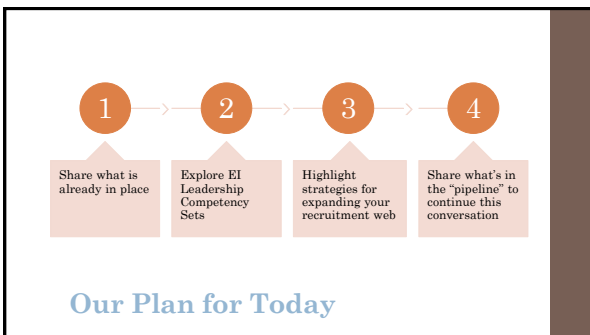 1
2
3
4
Share what is
already in place
Explore EI
Leadership
Competency
Sets
Highlight
strategies for
expanding your
recruitment web
Share what’s in
the “pipeline” to
continue this
conversation
Our Plan for Today